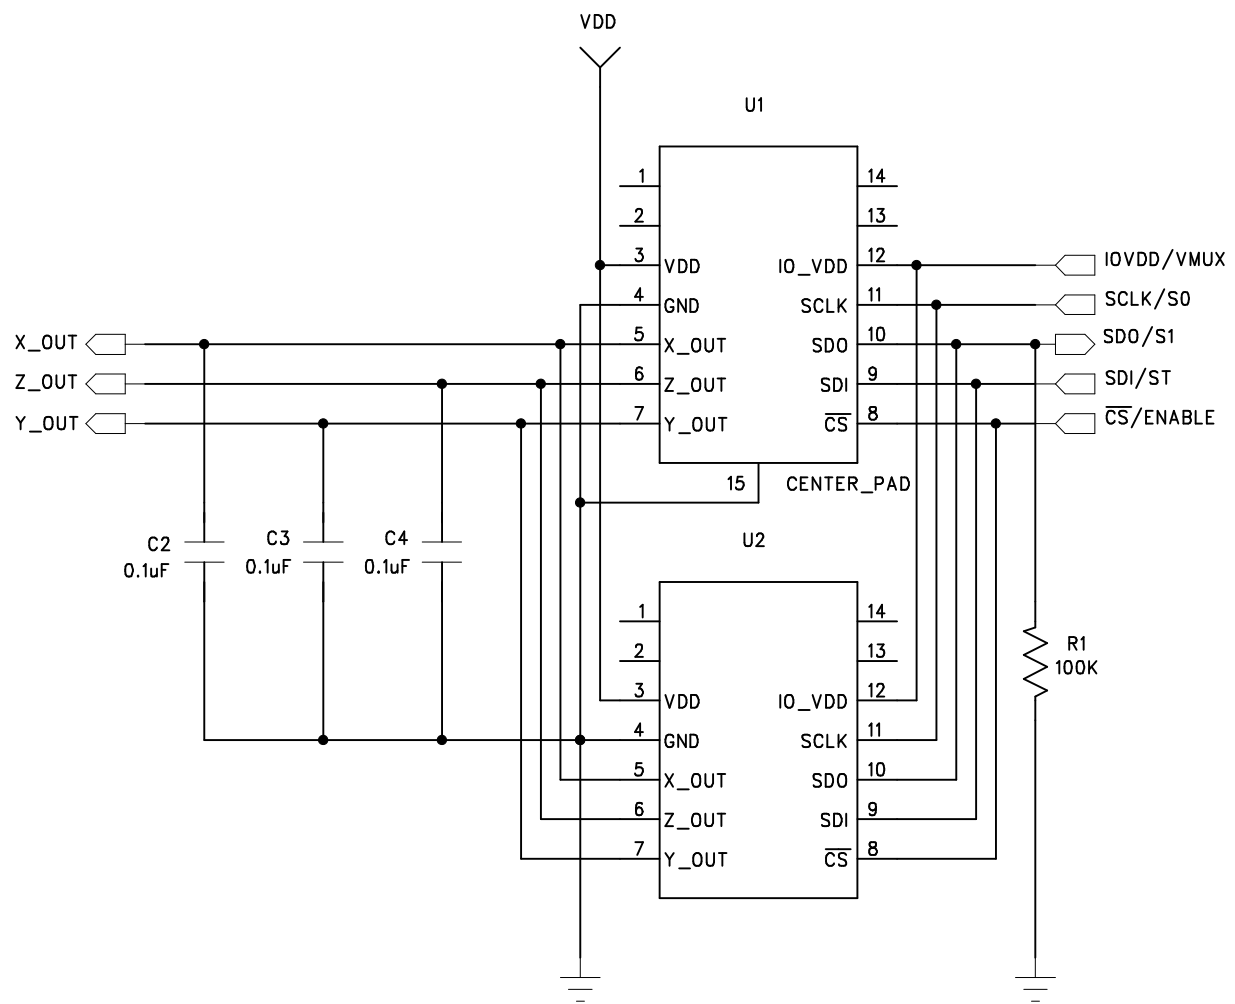 VDD
U1
1
14
2
13
3
VDD
IO_VDD
12
IOVDD/VMUX
4
GND
SCLK
11
SCLK/S0
X_OUT
5
X_OUT
SDO
10
SDO/S1
Z_OUT
6
Z_OUT
SDI
9
SDI/ST
Y_OUT
7
Y_OUT
CS
8
CS/ENABLE
15
CENTER_PAD
C2
0.1uF
C3
0.1uF
C4
0.1uF
U2
1
14
2
13
R1
100K
3
VDD
IO_VDD
12
4
GND
SCLK
11
5
X_OUT
SDO
10
6
Z_OUT
SDI
9
7
Y_OUT
CS
8